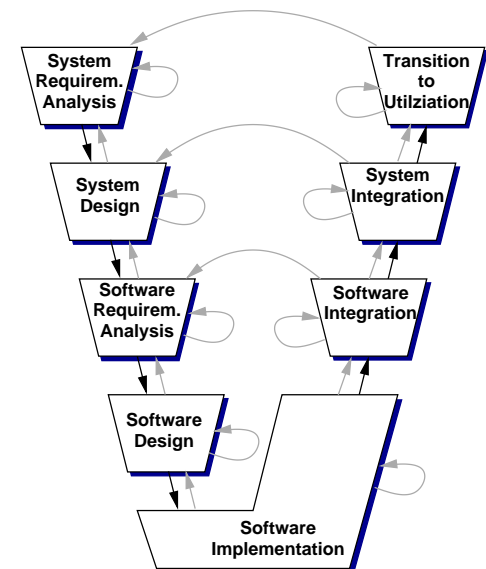 System
Requirem.
Analysis
Transition
to
Utilziation
System
Design
System
Integration
Software
Requirem.
Analysis
Software
Integration
Software
Design
Software
Implementation